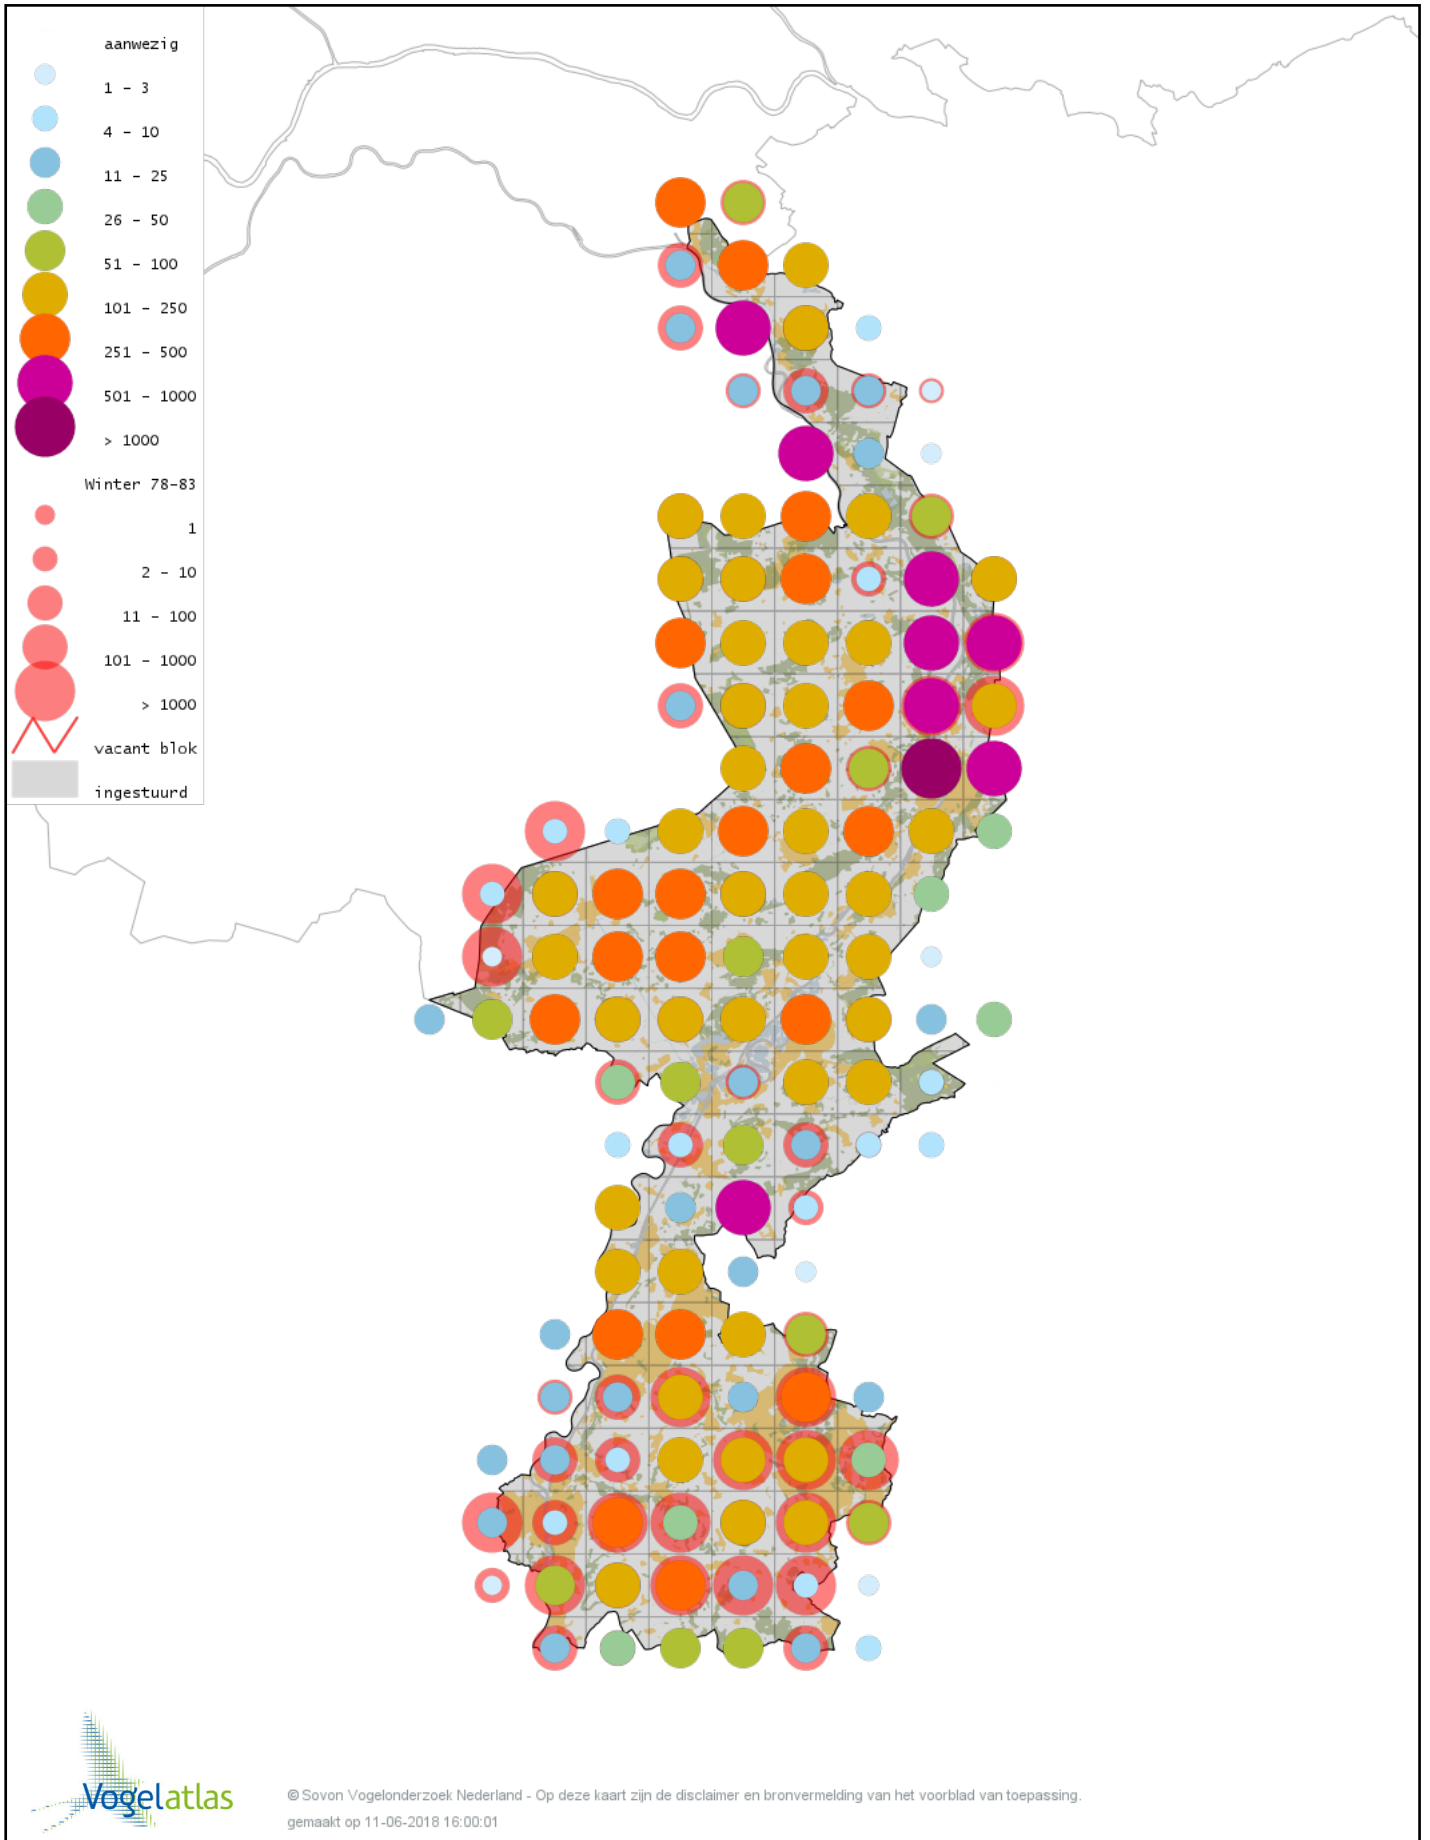 aanwezig
1 - 3
4 - 10
11 - 25
26 - 50
51 - 100
101 - 250
251 - 500
501 - 1000
> 1000
Winter 78-83
1
2 - 10
11 - 100
101 - 1000
> 1000
vacant blok
ingestuurd
Vogelatlas
© Sovon Vogelonderzoek Nederland - Op deze kaart zijn de disclaimer en bronvermelding van het voorblad van toepassing.
gemaakt op 11-06-2018 16:00:01